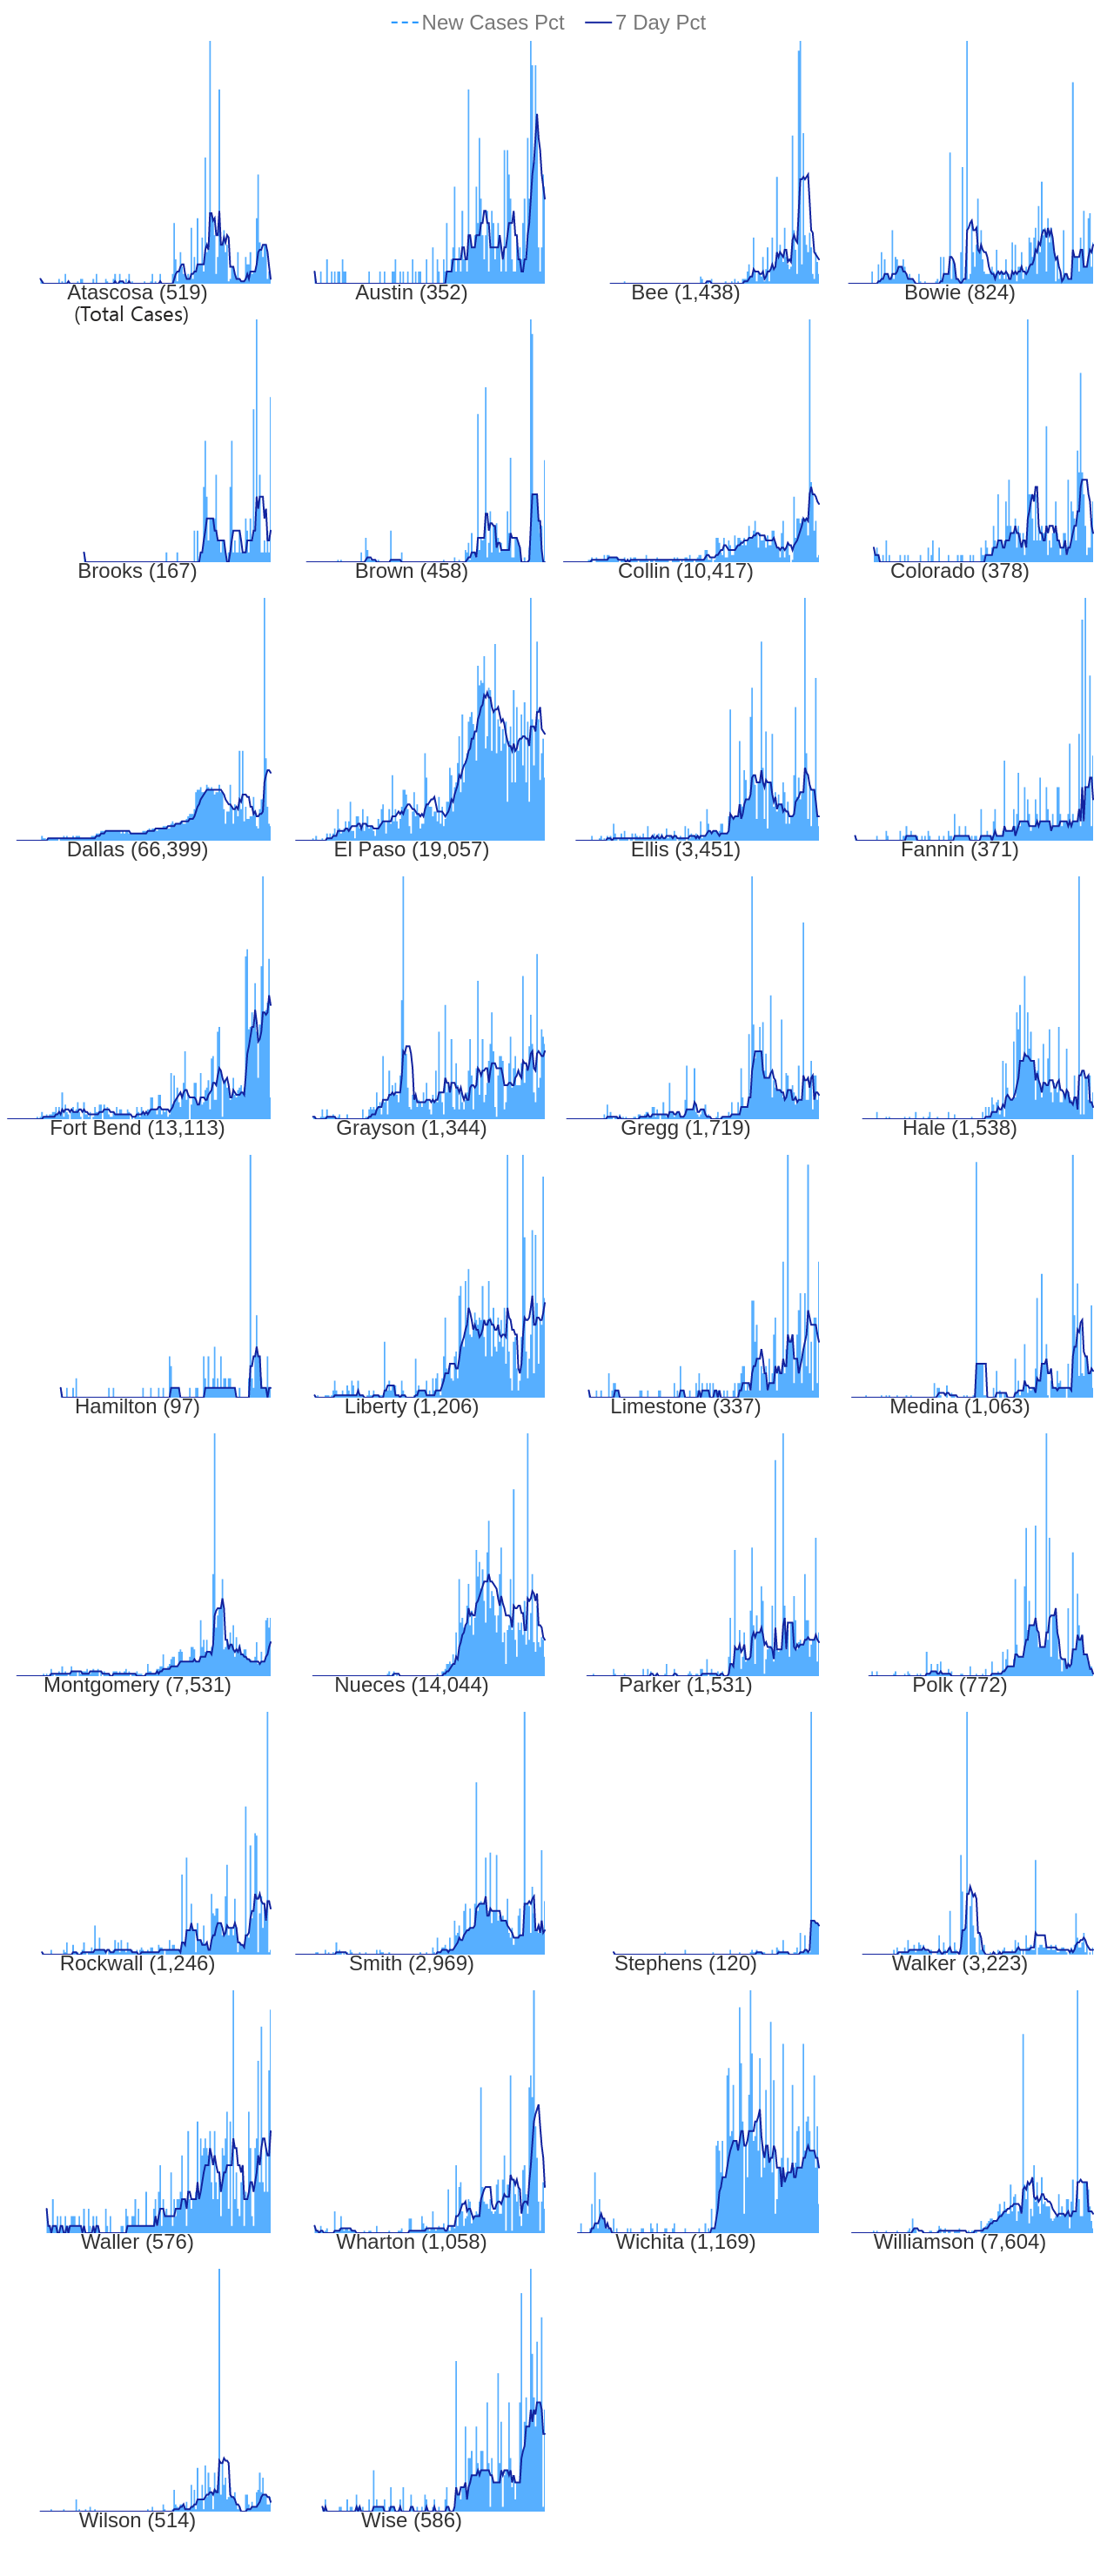 New Cases Pct 7 Day Pct
Atascosa (519) Austin (352) Bee (1,438) Bowie (824)
(Total Cases)
Brooks (167) Brown (458) Collin (10,417) Colorado (378)
Dallas (66,399) El Paso (19,057) Ellis (3,451) Fannin (371)
Fort Bend (13,113) Grayson (1,344) Gregg (1,719) Hale (1,538)
Hamilton (97) Liberty (1,206) Limestone (337) Medina (1,063)
Montgomery (7,531) Nueces (14,044) Parker (1,531) Polk (772)
Rockwall (1,246) Smith (2,969) Stephens (120) Walker (3,223)
Waller (576) Wharton (1,058) Wichita (1,169) Williamson (7,604)
Wilson (514) Wise (586)